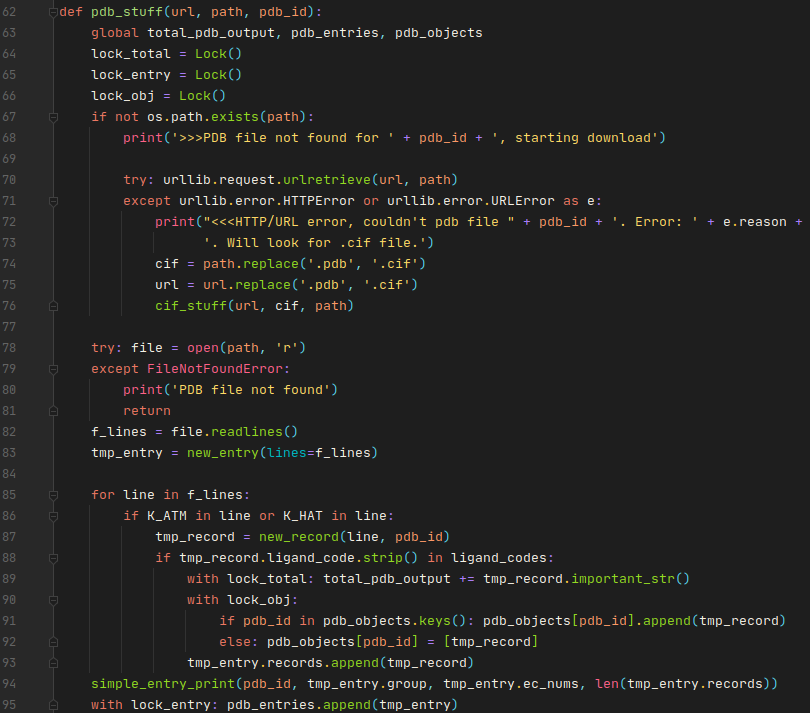 62 def pdb_stuff(url, path, pdb_id):
63     global total_pdb_output, pdb_entries, pdb_objects
64     lock_total = Lock()
65     lock_entry = Lock()
66     lock_obj = Lock()
67     if not os.path.exists(path):
68         print('>>>PDB file not found for ' + pdb_id + ', starting download')
69
70         try: urllib.request.urlretrieve(url, path)
71         except urllib.error.HTTPError or urllib.error.URLError as e:
72             print("<<<HTTP/URL error, couldn't pdb file " + pdb_id + '. Error: ' + e.reason +
73                   '. Will look for .cif file.')
74             cif = path.replace('.pdb', '.cif')
75             url = url.replace('.pdb', '.cif')
76             cif_stuff(url, cif, path)
77
78     try: file = open(path, 'r')
79     except FileNotFoundError:
80         print('PDB file not found')
81         return
82     f_lines = file.readlines()
83     tmp_entry = new_entry(lines=f_lines)
84
85     for line in f_lines:
86         if K_ATM in line or K_HAT in line:
87             tmp_record = new_record(line, pdb_id)
88             if tmp_record.ligand_code.strip() in ligand_codes:
89                 with lock_total: total_pdb_output += tmp_record.important_str()
90                 with lock_obj:
91                     if pdb_id in pdb_objects.keys(): pdb_objects[pdb_id].append(tmp_record)
92                     else: pdb_objects[pdb_id] = [tmp_record]
93                 tmp_entry.records.append(tmp_record)
94     simple_entry_print(pdb_id, tmp_entry.group, tmp_entry.ec_nums, len(tmp_entry.records))
95     with lock_entry: pdb_entries.append(tmp_entry)